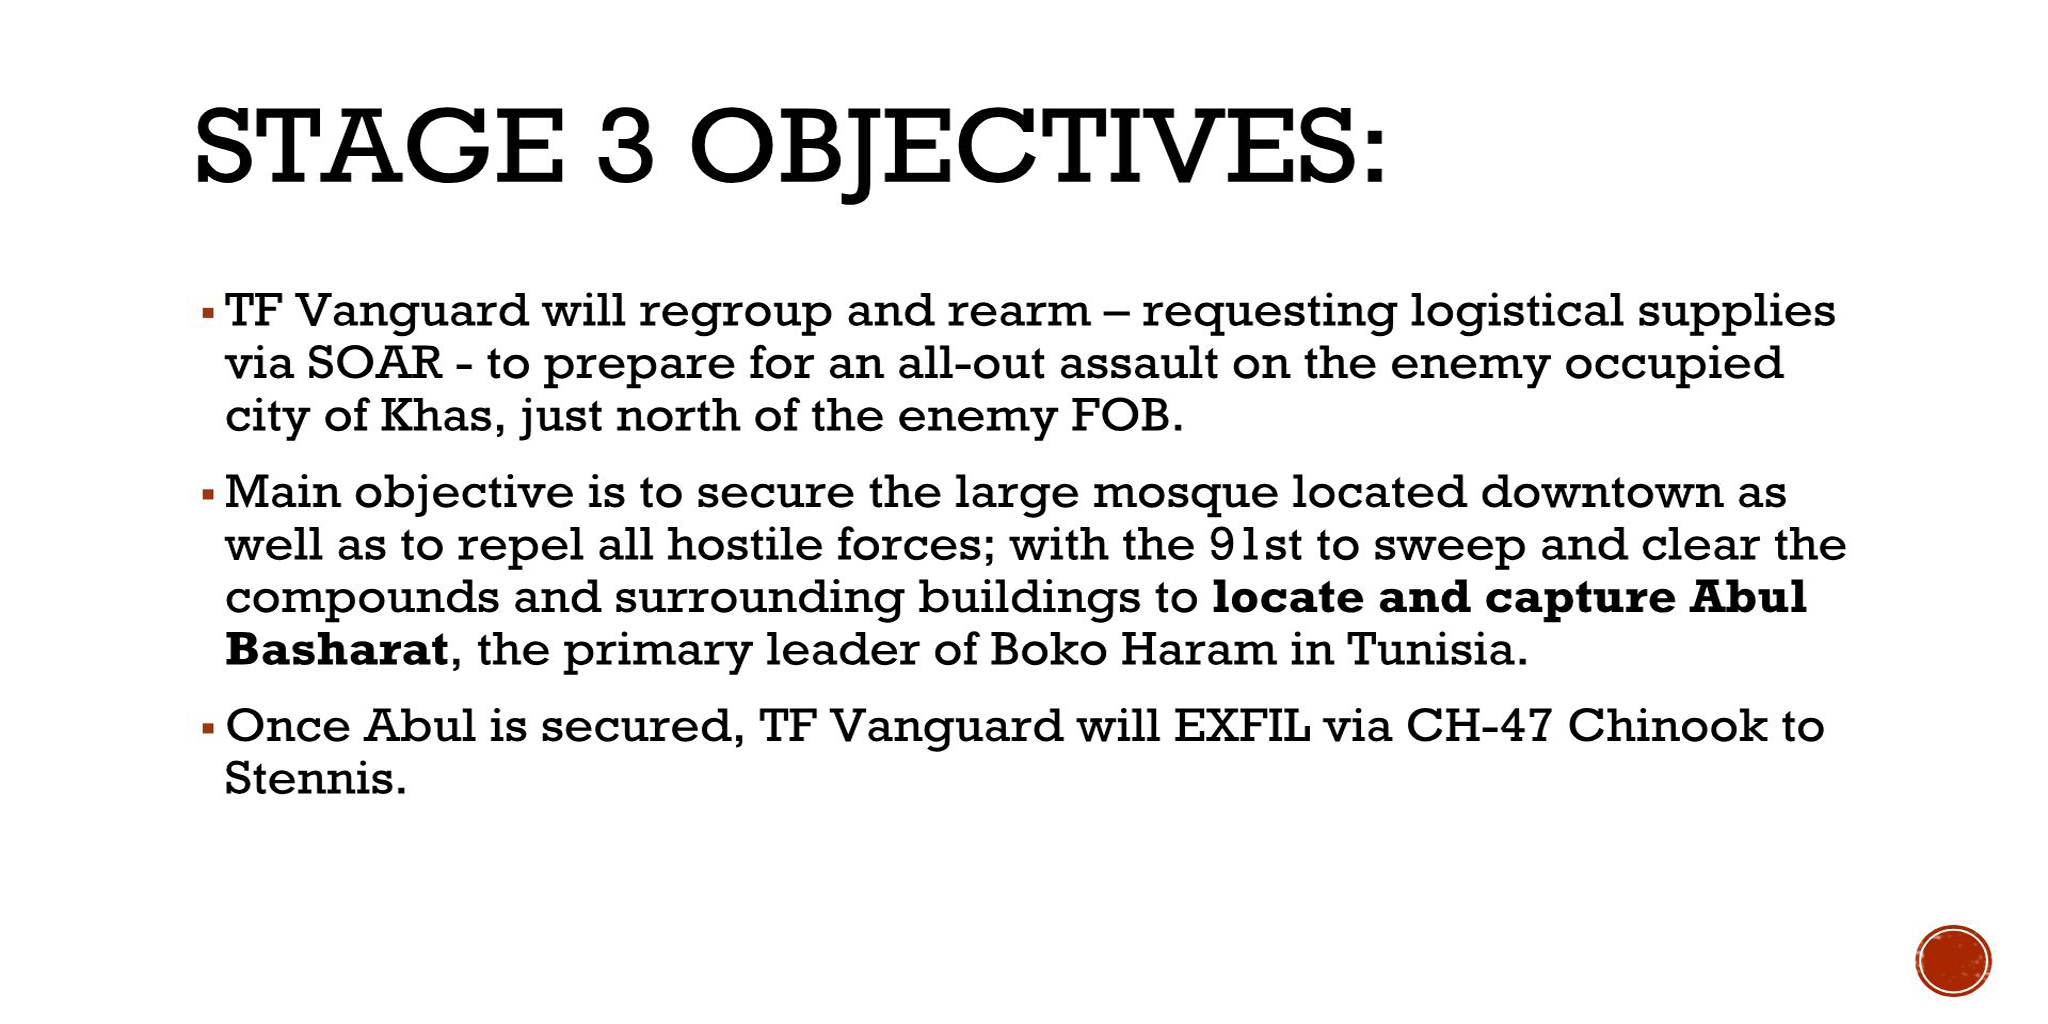 STAGE 3 OBJECTIVES:
▪ TF Vanguard will regroup and rearm – requesting logistical supplies
via SOAR - to prepare for an all-out assault on the enemy occupied
city of Khas, just north of the enemy FOB.
▪ Main objective is to secure the large mosque located downtown as
well as to repel all hostile forces; with the 91st to sweep and clear the
compounds and surrounding buildings to locate and capture Abul
Basharat, the primary leader of Boko Haram in Tunisia.
▪ Once Abul is secured, TF Vanguard will EXFIL via CH-47 Chinook to
Stennis.